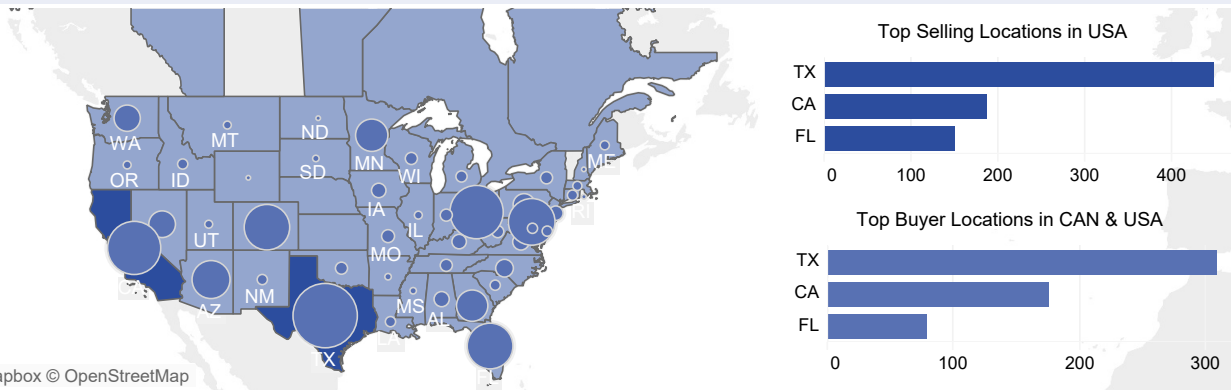 WA
MT
ND
MN
ME
OR
ID
SD
WI
IA
IL
RI
UT
MO
AZ
NM
MS
AL
LA
TX
apbox © OpenStreetMap
Top Selling Locations in USA
TX
CA
FL
0 100 200 300 400
Top Buyer Locations in CAN & USA
TX
CA
FL
0 100 200 300